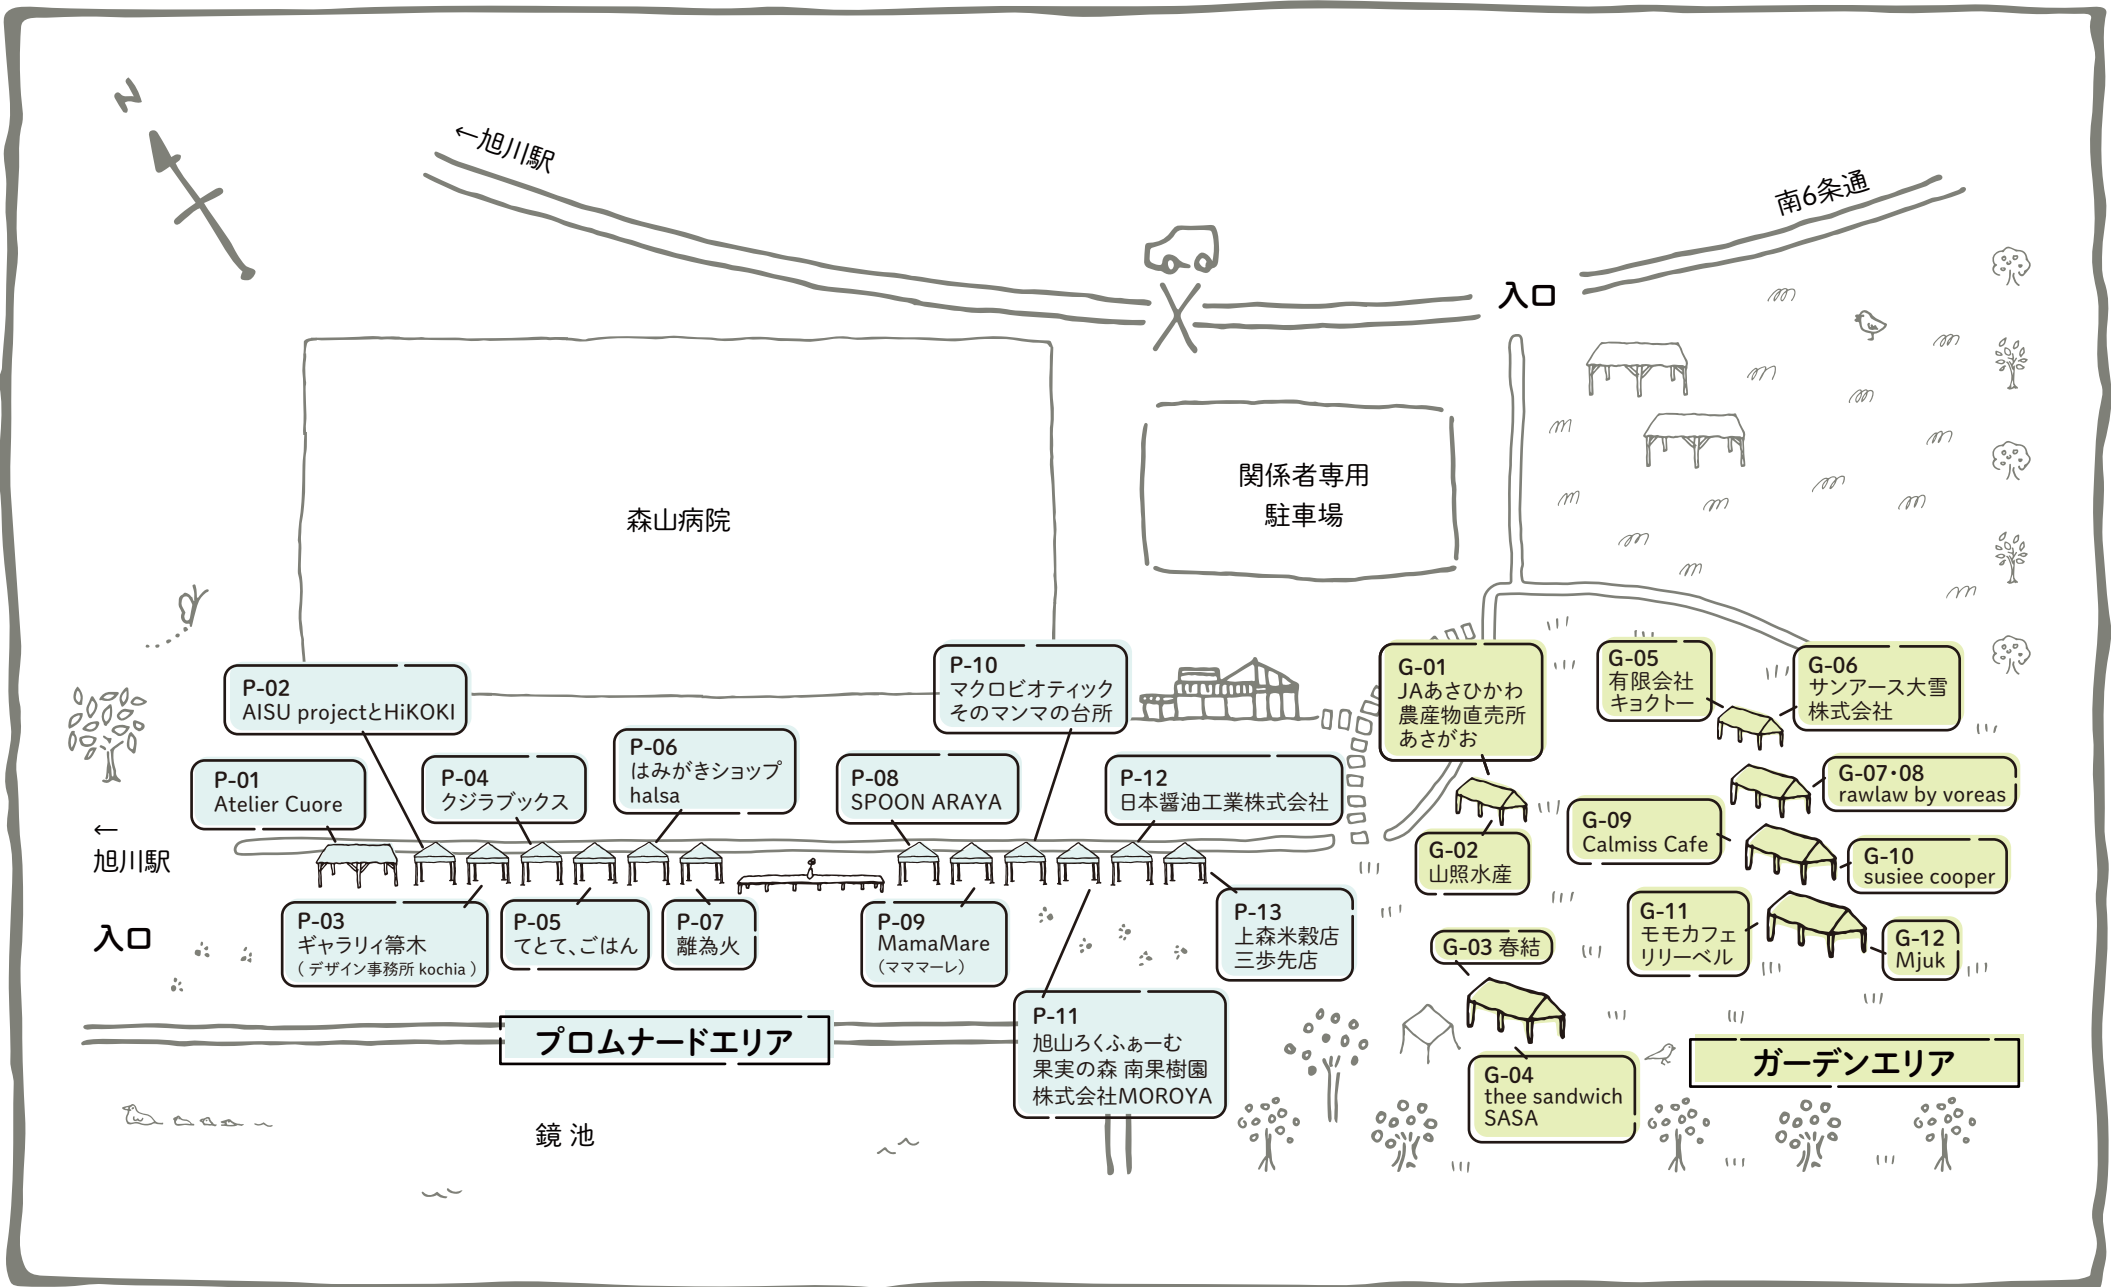 N
←旭川駅
南6条通
入口
森山病院
関係者専用
駐車場
P-02
AISU projectとHiKOKI
P-10
マクロビオティック
そのマンマの台所
G-01
JAあさひかわ
農産物直売所
あさがお
G-05
有限会社
キョクトー
G-06
サンアース大雪
株式会社
P-01
Atelier Cuore
P-04
クジラブックス
P-06
はみがきショップ
halsa
P-08
SPOON ARAYA
P-12
日本醤油工業株式会社
G-07・08
rawlaw by voreas
G-09
Calmiss Cafe
G-02
山照水産
G-10
susiee cooper
←
旭川駅
入口
P-03
ギャラリィ箒木
（デザイン事務所 kochia）
P-05
てとて、ごはん
P-07
離為火
P-09
MamaMare
（マママーレ）
P-13
上森米穀店
三歩先店
G-03 春結
G-11
モモカフェ
リリーベル
G-12
Mjuk
P-11
旭山ろくふぁーむ
果実の森 南果樹園
株式会社MOROYA
プロムナードエリア
ガーデンエリア
G-04
thee sandwich
SASA
鏡 池